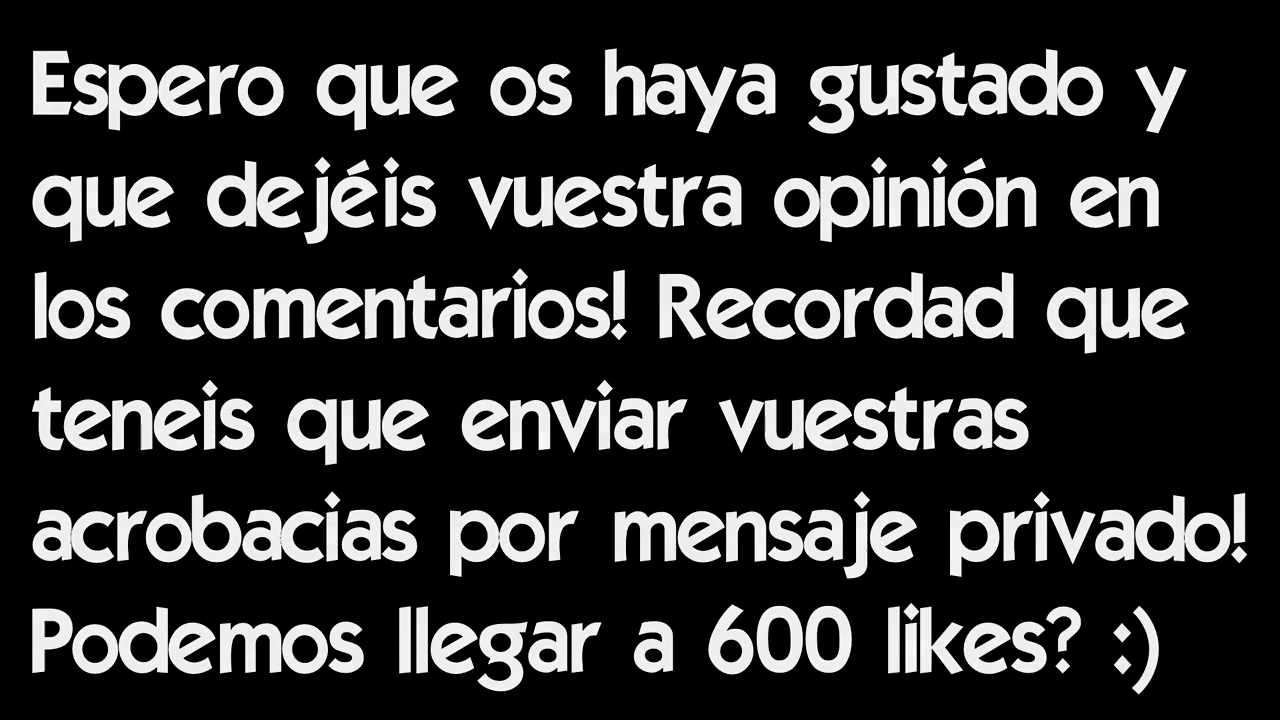 Espero que os haya gustado y
que dejéis vuestra opinión en
los comentarios! Recordad que
teneis que enviar vuestras
acrobacias por mensaje privado!
Podemos llegar a 600 likes? :)